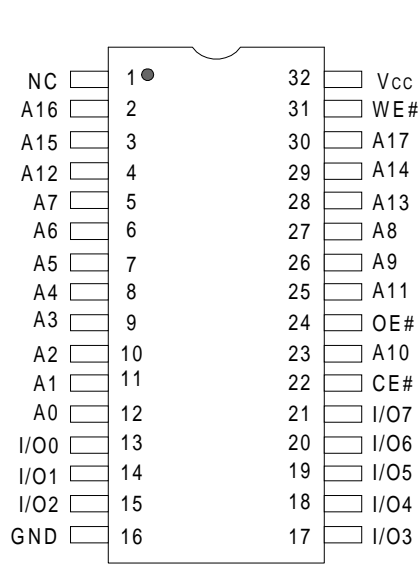 NC 1 32 Vcc
A16 2 31 WE#
A15 3 30 A17
A12 4 29 A14
A7 5 28 A13
A6 6 27 A8
A5 7 26 A9
A4 8 25 A11
A3 9 24 OE#
A2 10 23 A10
A1 11 22 CE#
A0 12 21 I/O7
I/O0 13 20 I/O6
I/O1 14 19 I/O5
I/O2 15 18 I/O4
GND 16 17 I/O3